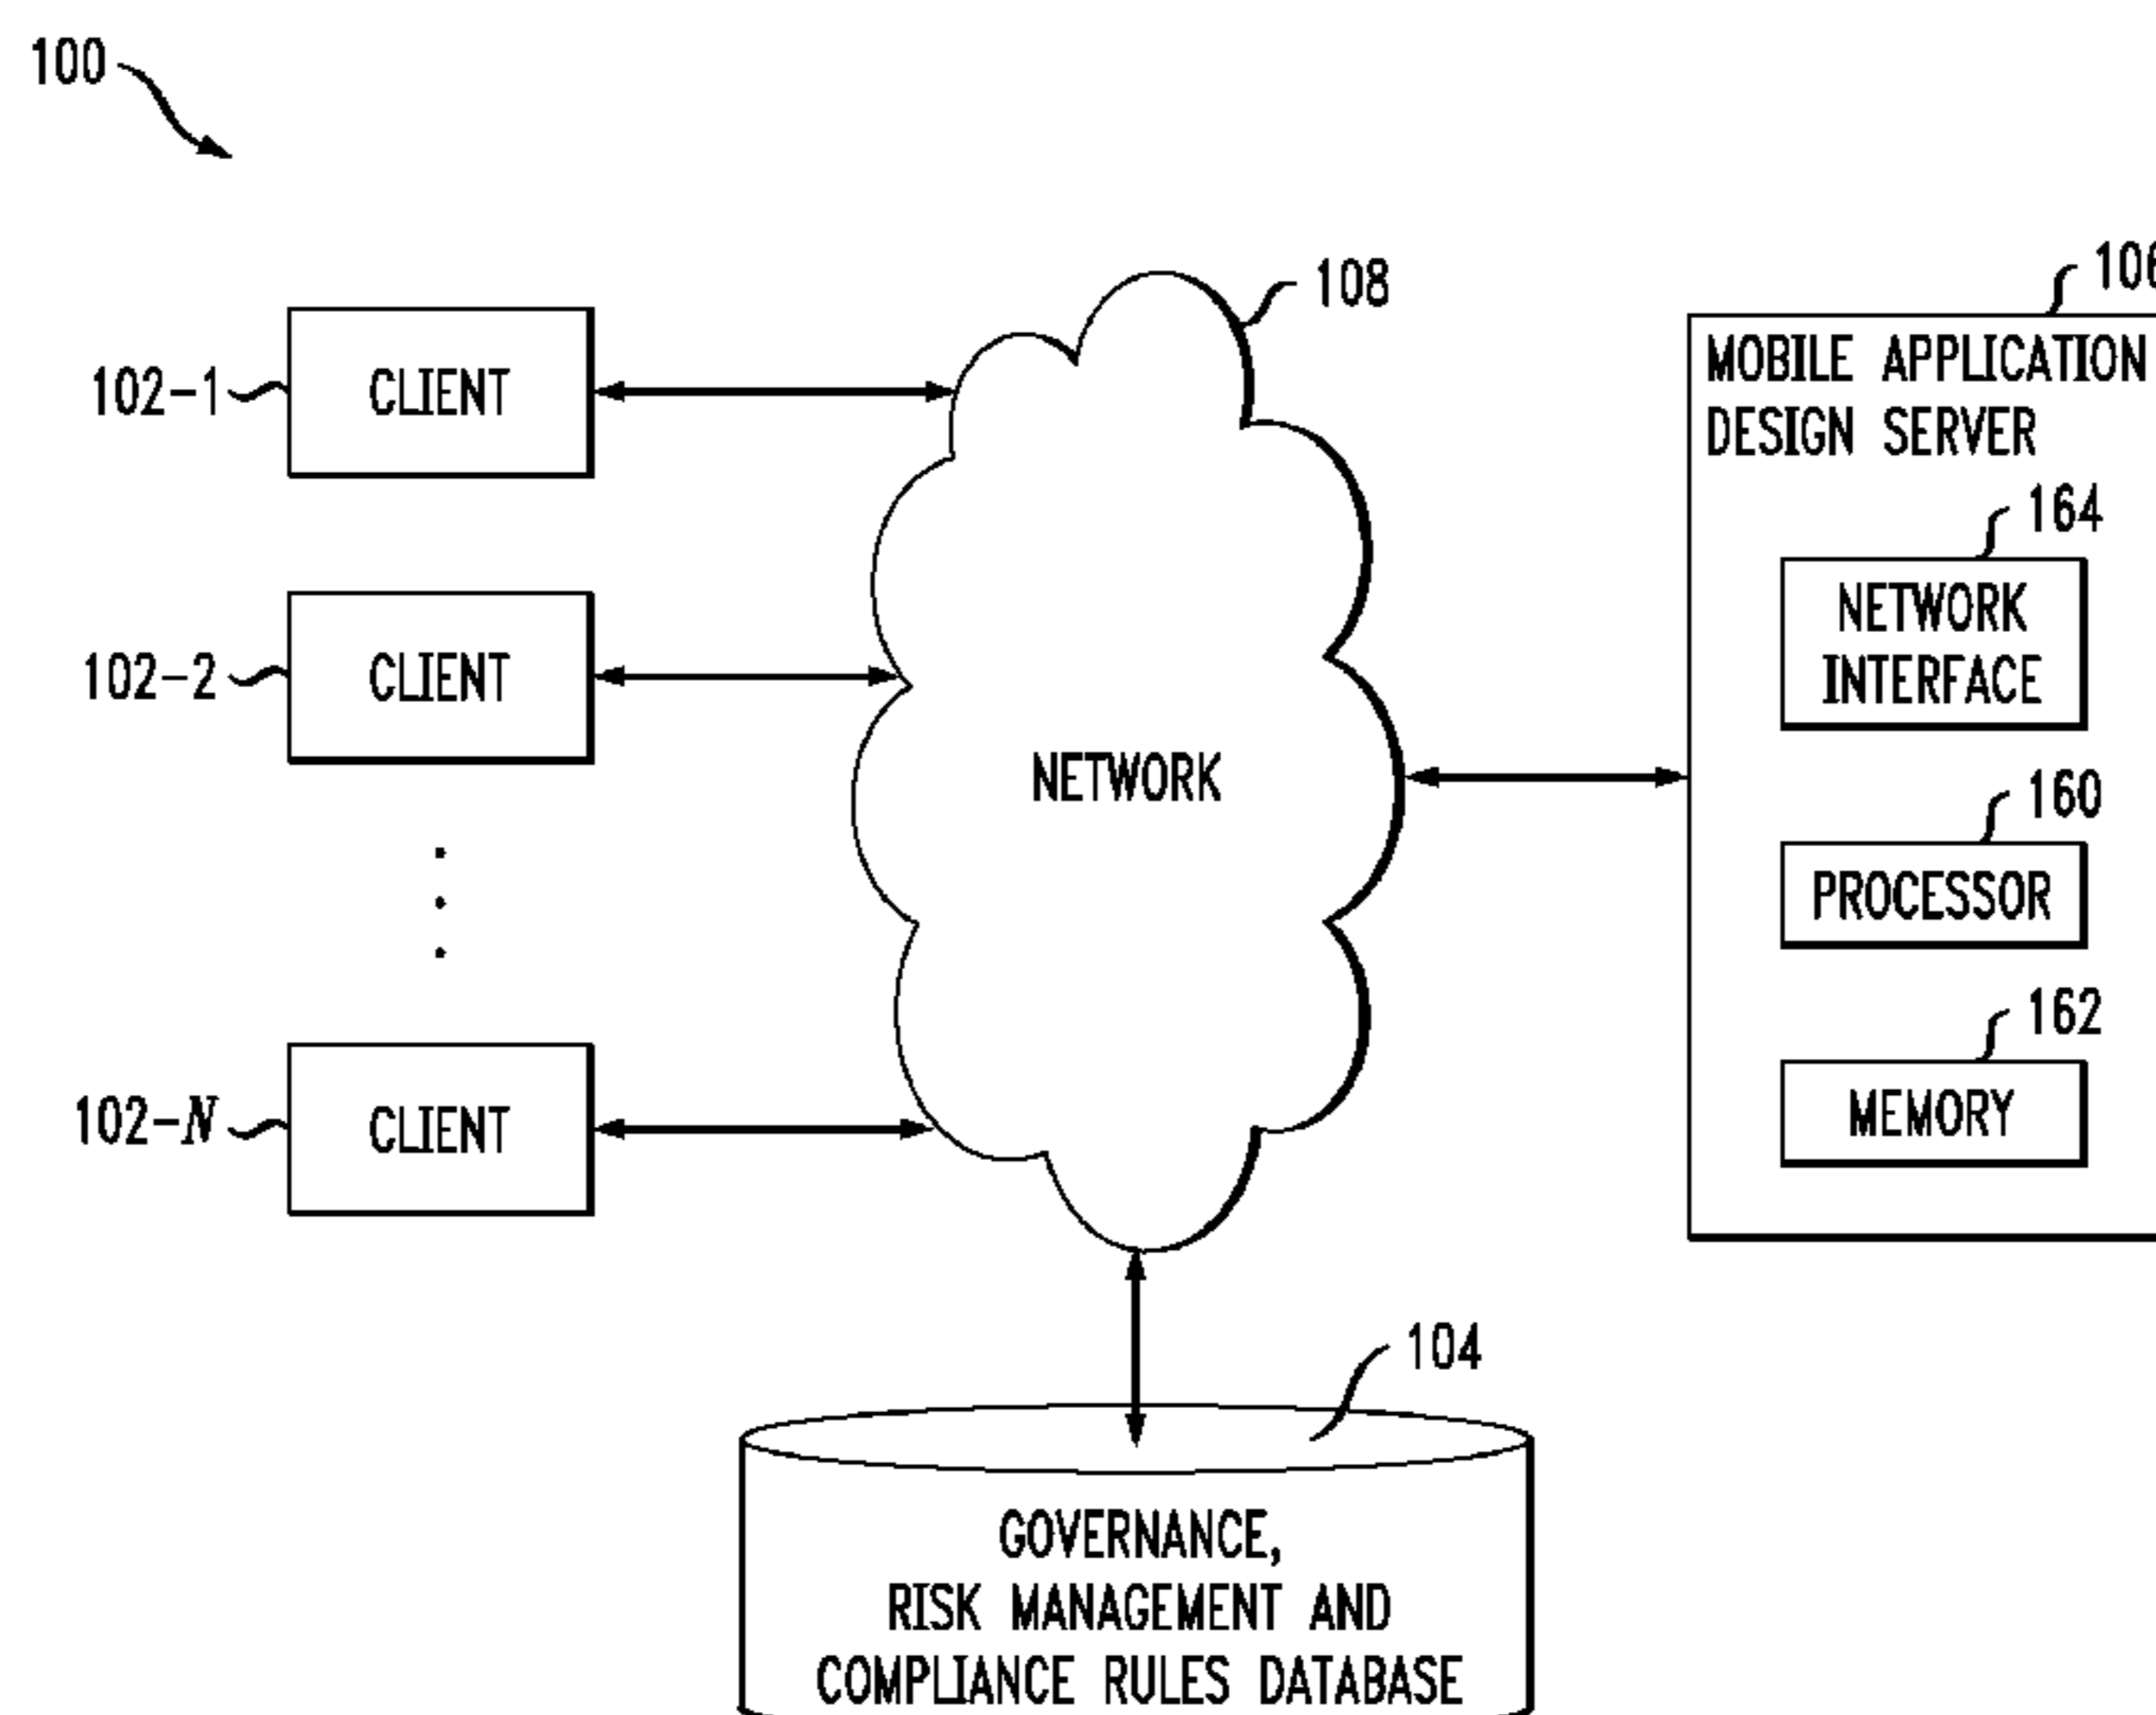 100
108
106
102-1
CLIENT
MOBILE APPLICATION
DESIGN SERVER
164
NETWORK
INTERFACE
102-2
CLIENT
NETWORK
160
PROCESSOR
162
MEMORY
102-N
CLIENT
104
GOVERNANCE,
RISK MANAGEMENT AND
COMPLIANCE RULES DATABASE